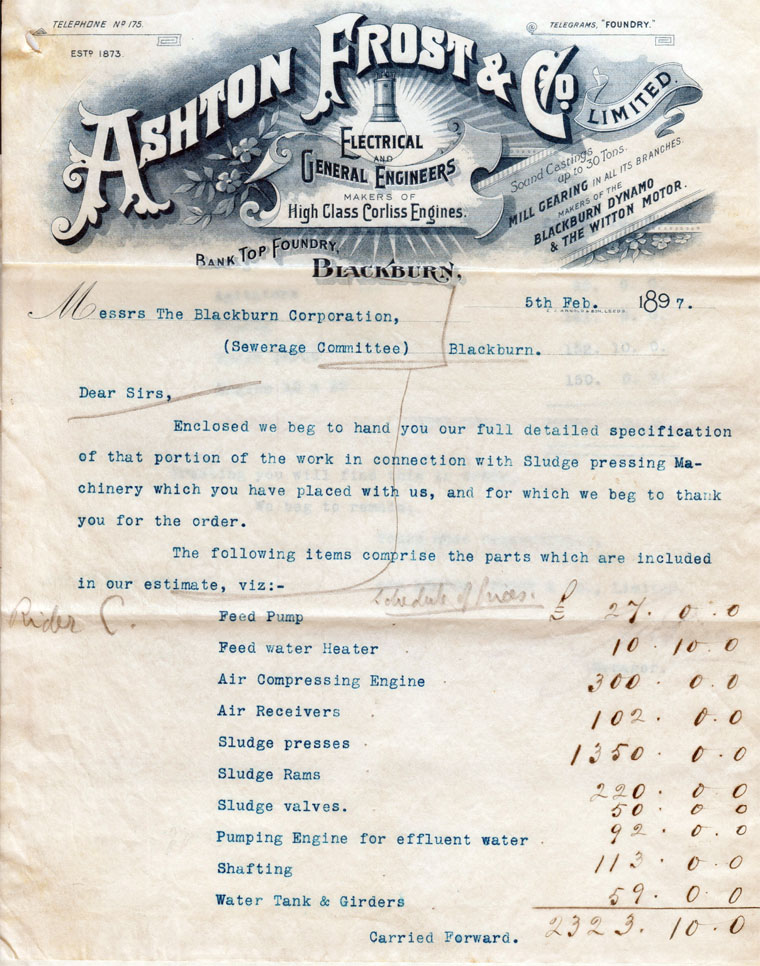 TELEPHONE Nº 175.
TELEGRAMS, "FOUNDRY."
ESTD 1873.
ASHTON FROST & Co LIMITED.
ELECTRICAL
AND
GENERAL ENGINEERS
MAKERS OF
High Class Corliss Engines.
Sound Castings
up to 30 Tons.
MILL GEARING IN ALL ITS BRANCHES.
MAKERS OF THE
BLACKBURN DYNAMO
& THE WITTON MOTOR.
BANK TOP FOUNDRY,
BLACKBURN,
5th Feb. 1897.
Messrs The Blackburn Corporation,
(Sewerage Committee) Blackburn.
Dear Sirs,
Enclosed we beg to hand you our full detailed specification
of that portion of the work in connection with Sludge pressing Ma-
chinery which you have placed with us, and for which we beg to thank
you for the order.
The following items comprise the parts which are included
in our estimate, viz:-
Schedule of Prices.
Rider C.
Feed Pump £ 27. 0. 0
Feed water Heater 10. 10. 0
Air Compressing Engine 300. 0. 0
Air Receivers 102. 0. 0
Sludge presses 1350. 0. 0
Sludge Rams 220. 0. 0
Sludge valves. 50. 0 0
Pumping Engine for effluent water 92. 0. 0
Shafting 113. 0. 0
Water Tank & Girders 59. 0. 0
Carried Forward. 2323. 10. 0